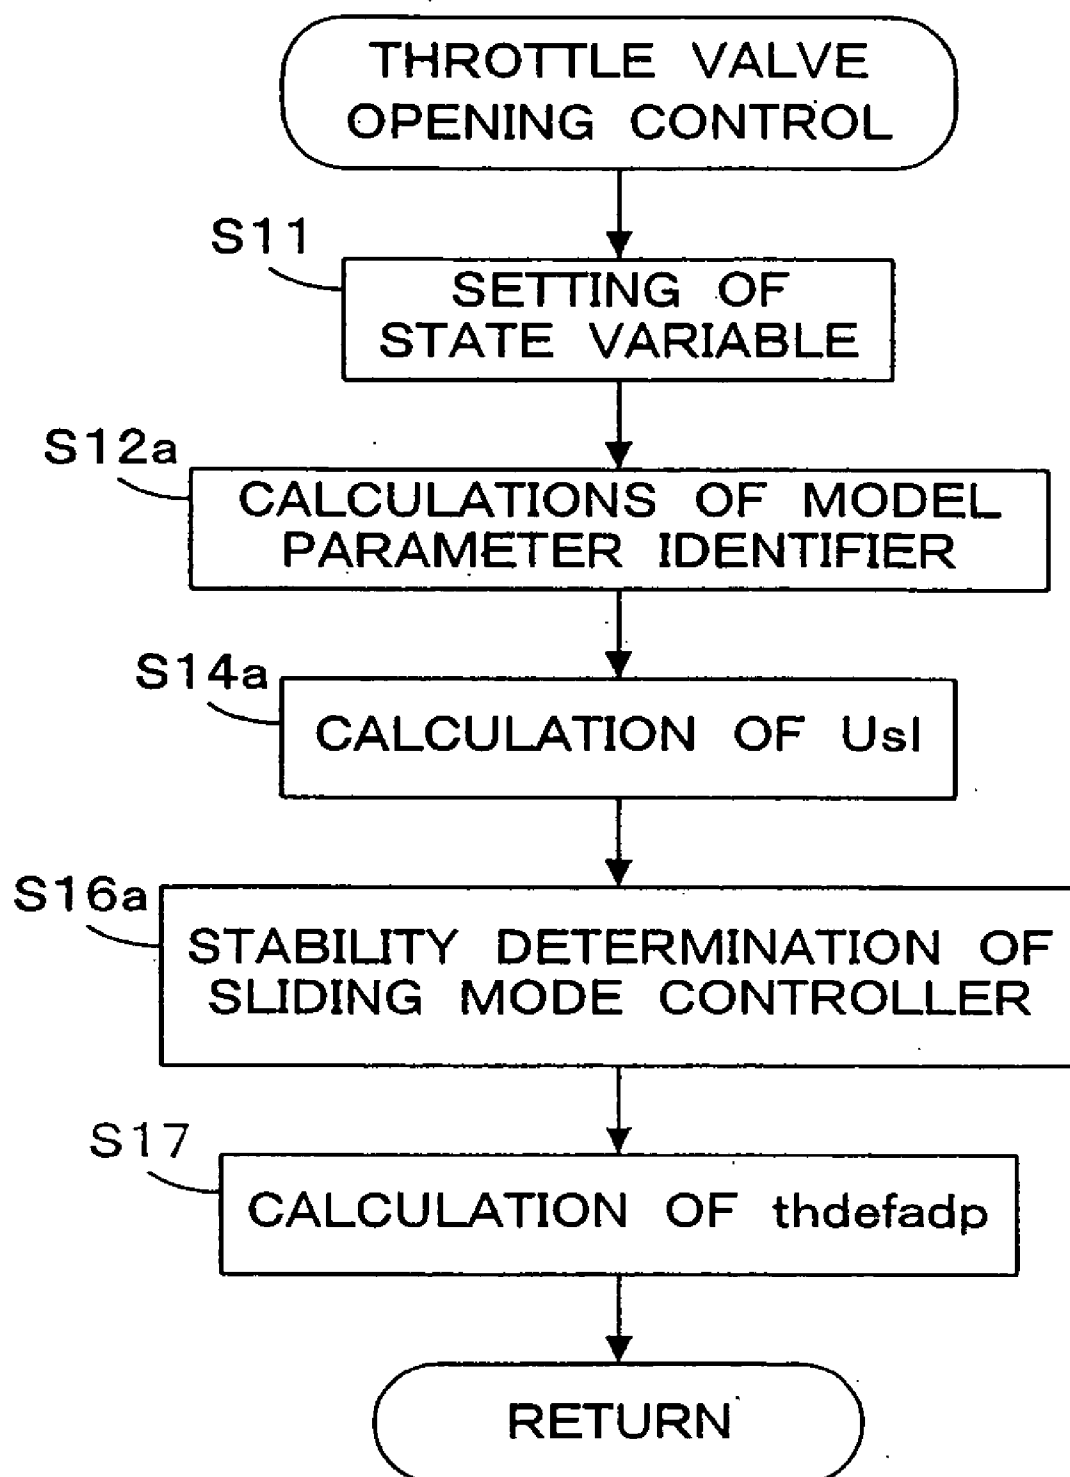 THROTTLE VALVE
OPENING CONTROL
S11
SETTING OF
STATE VARIABLE
S12a
CALCULATIONS OF MODEL
PARAMETER IDENTIFIER
S14a
CALCULATION OF Usl
S16a
STABILITY DETERMINATION OF
SLIDING MODE CONTROLLER
S17
CALCULATION OF thdefadp
RETURN